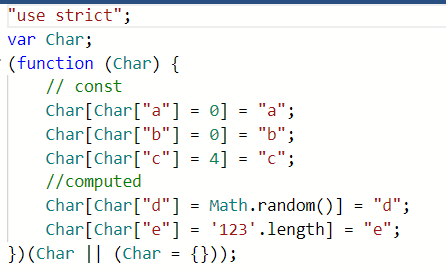 "use strict";
var Char;
(function (Char) {
    // const
    Char[Char["a"] = 0] = "a";
    Char[Char["b"] = 0] = "b";
    Char[Char["c"] = 4] = "c";
    //computed
    Char[Char["d"] = Math.random()] = "d";
    Char[Char["e"] = '123'.length] = "e";
})(Char || (Char = {}));